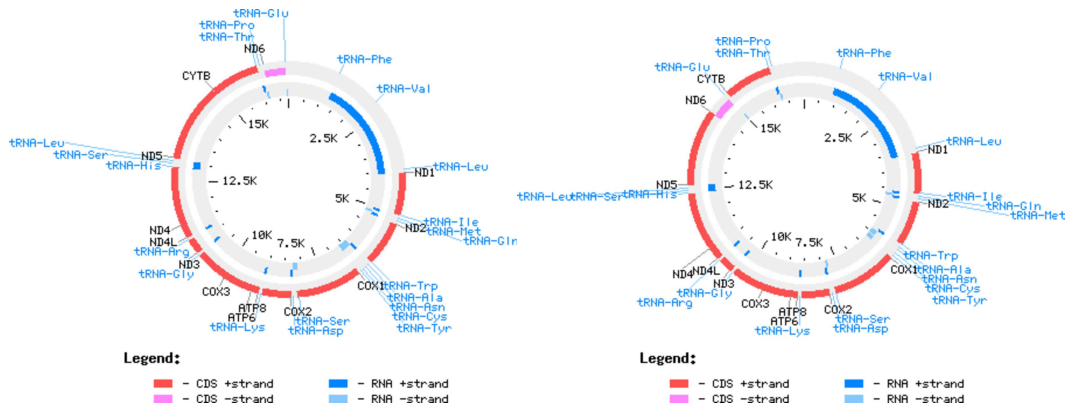 tRNA-Glu
tRNA-Pro
tRNA-Thr
ND6
CYTB
tRNA-Phe
tRNA-Val
15K
2.5K
tRNA-Leu
tRNA-Ser
ND5
tRNA-His
tRNA-Leu
ND1
12.5K
5K
tRNA-Ile
ND2
tRNA-Met
tRNA-Gln
ND4
ND4L
tRNA-Arg
ND3
tRNA-Gly
10K
7.5K
COX3
COX1
tRNA-Trp
tRNA-Ala
tRNA-Asn
tRNA-Cys
tRNA-Tyr
ATP8
ATP6
tRNA-Lys
COX2
tRNA-Ser
tRNA-Asp
Legend:
- CDS +strand
- CDS -strand
- RNA +strand
- RNA -strand
tRNA-Pro
tRNA-Thr
tRNA-Glu
CYTB
ND6
tRNA-Phe
tRNA-Val
15K
2.5K
ND1
tRNA-Leu
ND5
tRNA-Leu
tRNA-Ser
tRNA-His
12.5K
5K
tRNA-Ile
tRNA-Gln
ND2
tRNA-Met
ND4
ND4L
ND3
tRNA-Gly
tRNA-Arg
10K
7.5K
COX3
COX1
tRNA-Trp
tRNA-Ala
tRNA-Asn
tRNA-Cys
tRNA-Tyr
ATP8
ATP6
tRNA-Lys
COX2
tRNA-Ser
tRNA-Asp
Legend:
- CDS +strand
- CDS -strand
- RNA +strand
- RNA -strand